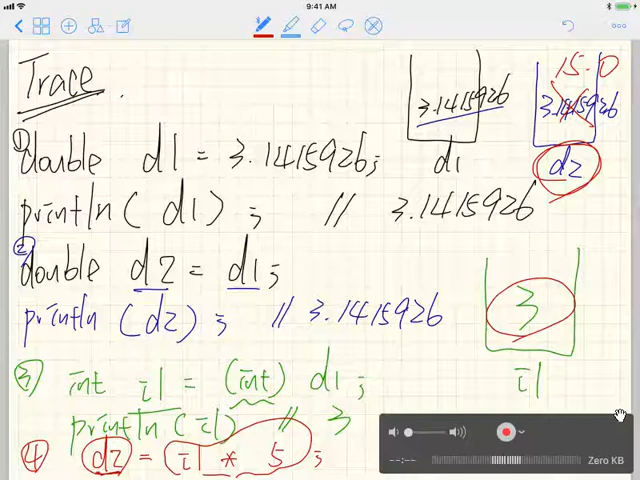 9:41 AM
Trace.
3.1415926
15.0
3.1415926
d1
d2
① double d1 = 3.1415926;
println(d1); // 3.1415926
② double d2 = d1;
println(d2); // 3.1415926
3
i1
③ int i1 = (int) d1;
println(i1) // 3
④ d2 = i1 * 5;
--:--
Zero KB